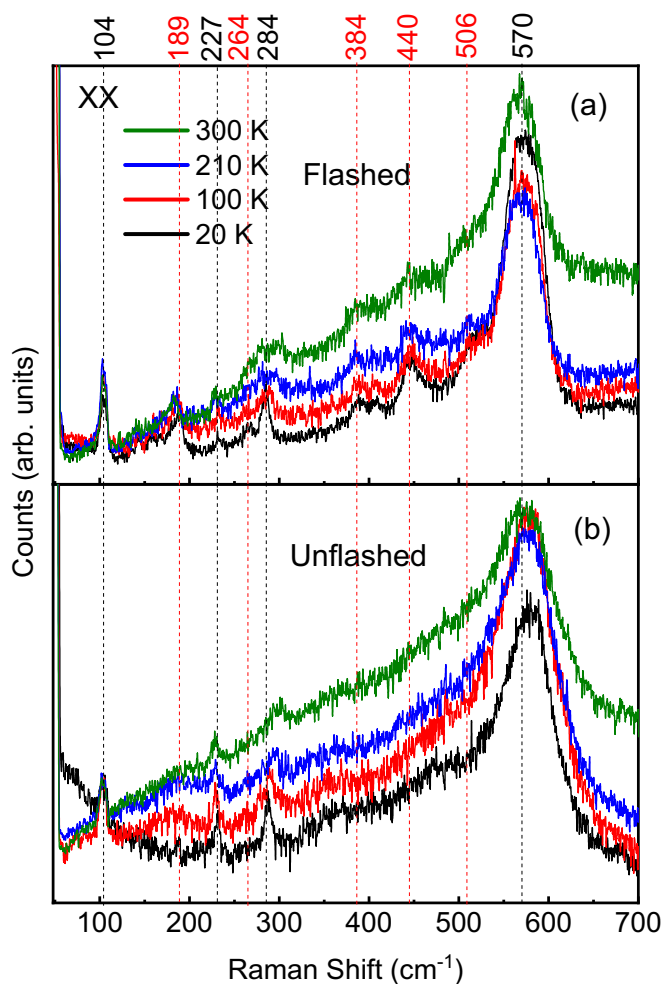 104 189 227 264 284 384 440 506 570
XX
(a)
300 K
210 K
Flashed
100 K
20 K
Counts (arb. units)
(b)
Unflashed
100 200 300 400 500 600 700
Raman Shift (cm⁻¹)